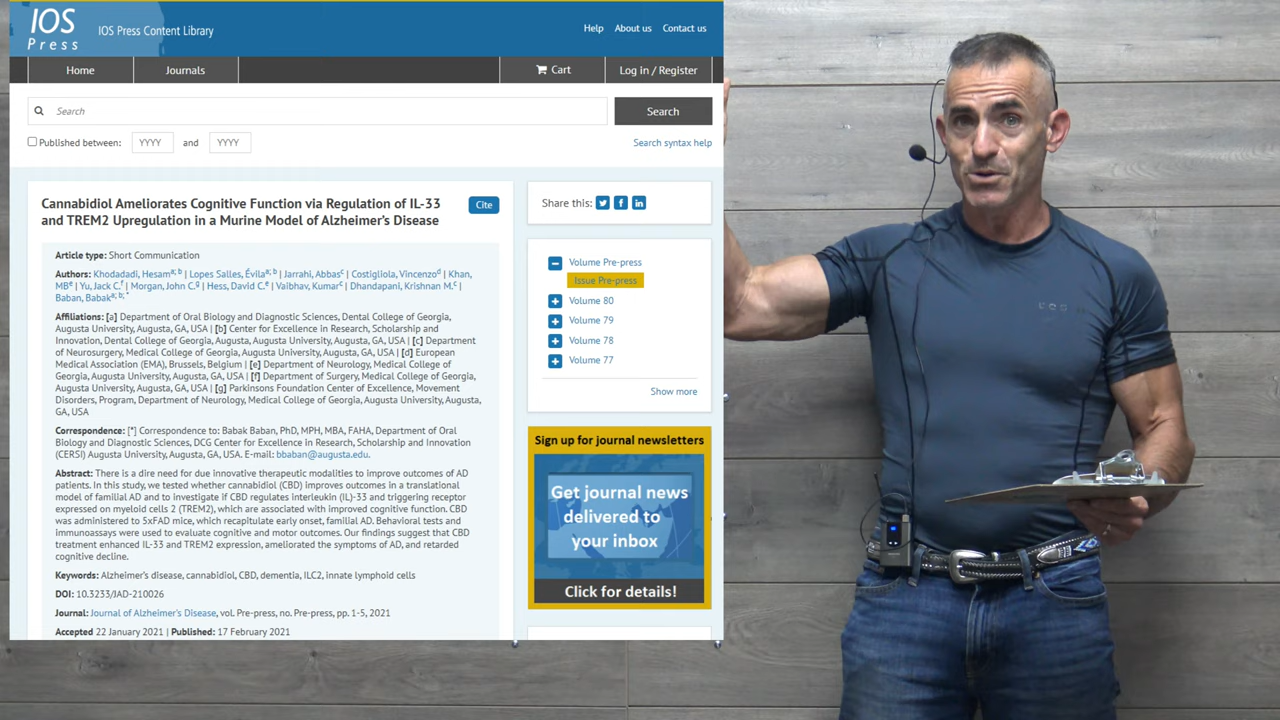 IOS
Press
IOS Press Content Library
Help About us Contact us
Home Journals Cart Log in / Register
Search Search
Published between: YYYY and YYYY Search syntax help
Cannabidiol Ameliorates Cognitive Function via Regulation of IL-33
and TREM2 Upregulation in a Murine Model of Alzheimer's Disease
Cite
Article type: Short Communication
Authors: Khodadadi, Hesam^a; b | Lopes Salles, Évila^a; b | Jarrahi, Abbas^c | Costigliola, Vincenzo^d | Khan,
MB^e | Yu, Jack C.^f | Morgan, John C.^g | Hess, David C.^e | Vaibhav, Kumar^c | Dhandapani, Krishnan M.^c |
Baban, Babak^a; b; *
Affiliations: [a] Department of Oral Biology and Diagnostic Sciences, Dental College of Georgia,
Augusta University, Augusta, GA, USA | [b] Center for Excellence in Research, Scholarship and
Innovation, Dental College of Georgia, Augusta University, Augusta, GA, USA | [c] Department
of Neurosurgery, Medical College of Georgia, Augusta University, GA, USA | [d] European
Medical Association (EMA), Brussels, Belgium | [e] Department of Neurology, Medical College of
Georgia, Augusta University, Augusta, GA, USA | [f] Department of Surgery, Medical College of
Georgia, Augusta University, Augusta, GA, USA | [g] Parkinsons Foundation Center of Excellence, Movement
Disorders, Program, Department of Neurology, Medical College of Georgia, Augusta University, Augusta,
GA, USA
Correspondence: [*] Correspondence to: Babak Baban, PhD, MPH, MBA, FAHA, Department of Oral
Biology and Diagnostic Sciences, DCG Center for Excellence in Research, Scholarship and Innovation
(CERSI) Augusta University, Augusta, GA, USA. E-mail: bbaban@augusta.edu.
Abstract: There is a dire need for due innovative therapeutic modalities to improve outcomes of AD
patients. In this study, we tested whether cannabidiol (CBD) improves outcomes in a translational
model of familial AD and to investigate if CBD regulates interleukin (IL)-33 and triggering receptor
expressed on myeloid cells 2 (TREM2), which are associated with improved cognitive function. CBD
was administered to 5xFAD mice, which recapitulate early onset, familial AD. Behavioral tests and
immunoassays were used to evaluate cognitive and motor outcomes. Our findings suggest that CBD
treatment enhanced IL-33 and TREM2 expression, ameliorated the symptoms of AD, and retarded
cognitive decline.
Keywords: Alzheimer's disease, cannabidiol, CBD, dementia, ILC2, innate lymphoid cells
DOI: 10.3233/JAD-210026
Journal: Journal of Alzheimer's Disease, vol. Pre-press, no. Pre-press, pp. 1-5, 2021
Accepted 22 January 2021 | Published: 17 February 2021
Share this:
Volume Pre-press
Issue Pre-press
Volume 80
Volume 79
Volume 78
Volume 77
Show more
Sign up for journal newsletters
Get journal news
delivered to
your inbox
Click for details!